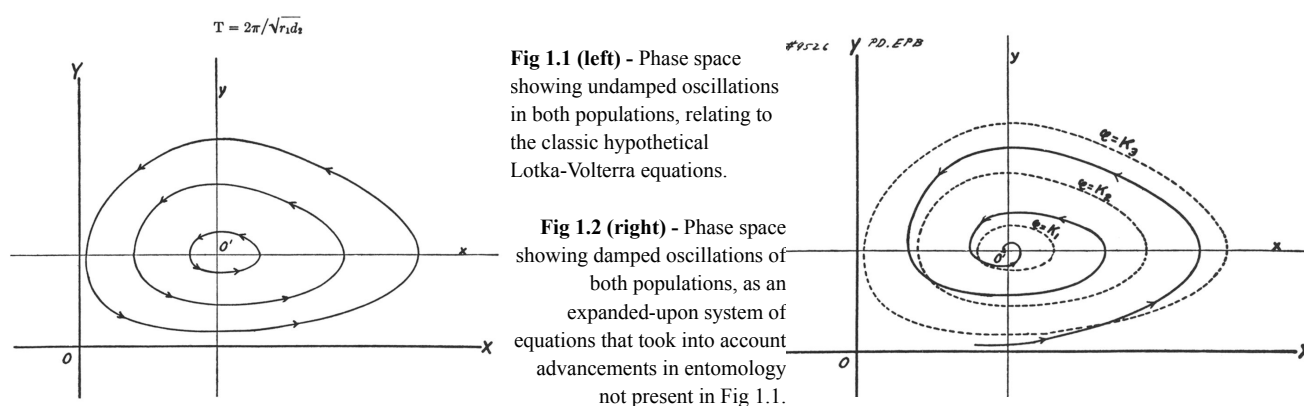 T = 2π/√r₁d₂
Y
y
O'
x
O
X
Fig 1.1 (left) - Phase space
showing undamped oscillations
in both populations, relating to
the classic hypothetical
Lotka-Volterra equations.
Fig 1.2 (right) - Phase space
showing damped oscillations of
both populations, as an
expanded-upon system of
equations that took into account
advancements in entomology
not present in Fig 1.1.
#9526 Y PD. EPB
y
φ=K₃
φ=K₂
φ=K₁
O'
x
O